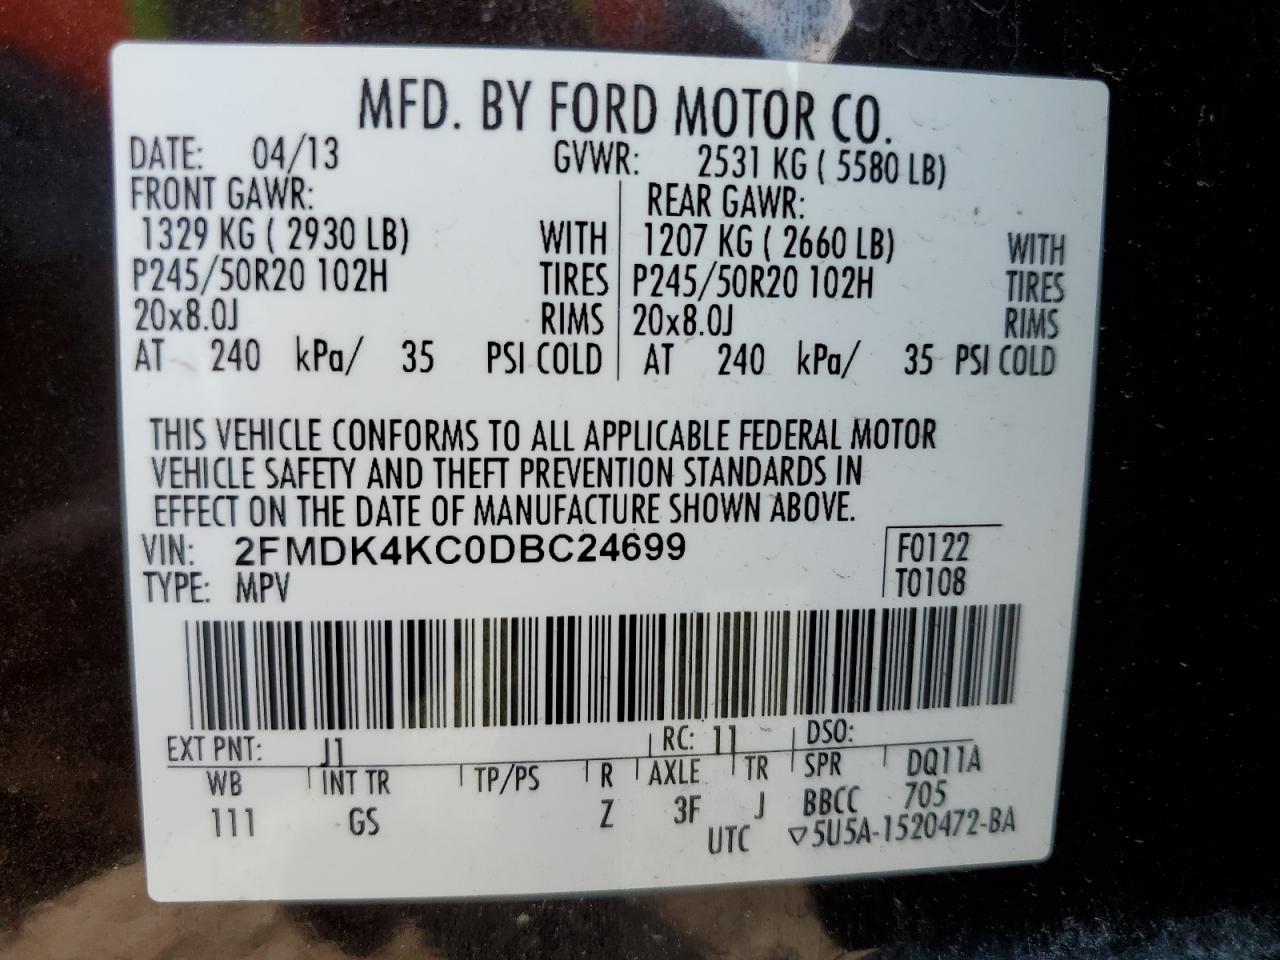 MFD. BY FORD MOTOR CO.
DATE: 04/13 GVWR: 2531 KG ( 5580 LB)
FRONT GAWR: REAR GAWR:
1329 KG ( 2930 LB) WITH 1207 KG ( 2660 LB) WITH
P245/50R20 102H TIRES P245/50R20 102H TIRES
20x8.0J RIMS 20x8.0J RIMS
AT 240 kPa/ 35 PSI COLD AT 240 kPa/ 35 PSI COLD
THIS VEHICLE CONFORMS TO ALL APPLICABLE FEDERAL MOTOR
VEHICLE SAFETY AND THEFT PREVENTION STANDARDS IN
EFFECT ON THE DATE OF MANUFACTURE SHOWN ABOVE.
VIN: 2FMDK4KC0DBC24699 F0122
TYPE: MPV T0108
EXT PNT: J1 RC: 11 DSO:
WB INT TR TP/PS R AXLE TR SPR DQ11A
111 GS Z 3F J BBCC 705
UTC ▽5U5A-1520472-BA